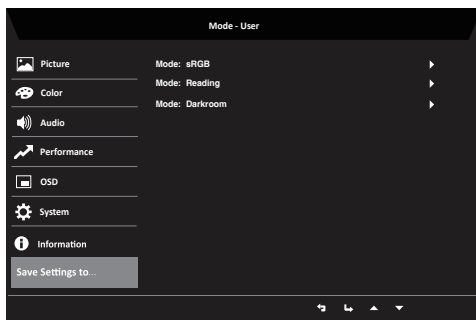 Mode - User
Picture
Color
Audio
Performance
OSD
System
Information
Save Settings to...
Mode: sRGB
Mode: Reading
Mode: Darkroom